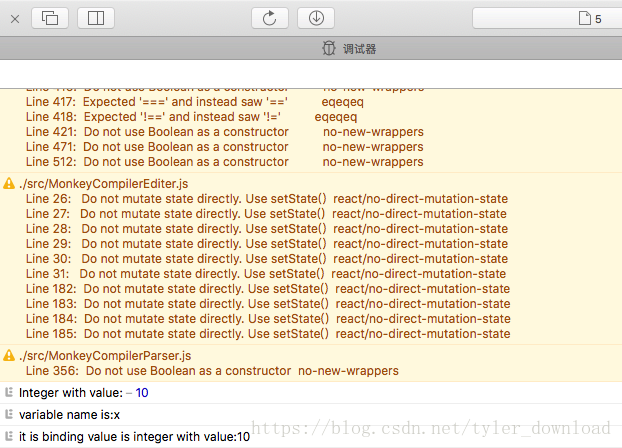 5
调试器
Line 417: Expected '===' and instead saw '==' eqeqeq
Line 418: Expected '!==' and instead saw '!=' eqeqeq
Line 421: Do not use Boolean as a constructor no-new-wrappers
Line 471: Do not use Boolean as a constructor no-new-wrappers
Line 512: Do not use Boolean as a constructor no-new-wrappers
./src/MonkeyCompilerEditer.js
Line 26: Do not mutate state directly. Use setState() react/no-direct-mutation-state
Line 27: Do not mutate state directly. Use setState() react/no-direct-mutation-state
Line 28: Do not mutate state directly. Use setState() react/no-direct-mutation-state
Line 29: Do not mutate state directly. Use setState() react/no-direct-mutation-state
Line 30: Do not mutate state directly. Use setState() react/no-direct-mutation-state
Line 31: Do not mutate state directly. Use setState() react/no-direct-mutation-state
Line 182: Do not mutate state directly. Use setState() react/no-direct-mutation-state
Line 183: Do not mutate state directly. Use setState() react/no-direct-mutation-state
Line 184: Do not mutate state directly. Use setState() react/no-direct-mutation-state
Line 185: Do not mutate state directly. Use setState() react/no-direct-mutation-state
./src/MonkeyCompilerParser.js
Line 356: Do not use Boolean as a constructor no-new-wrappers
Integer with value: – 10
variable name is:x
https://blog.csdn.net/tyler_download
it is binding value is integer with value:10